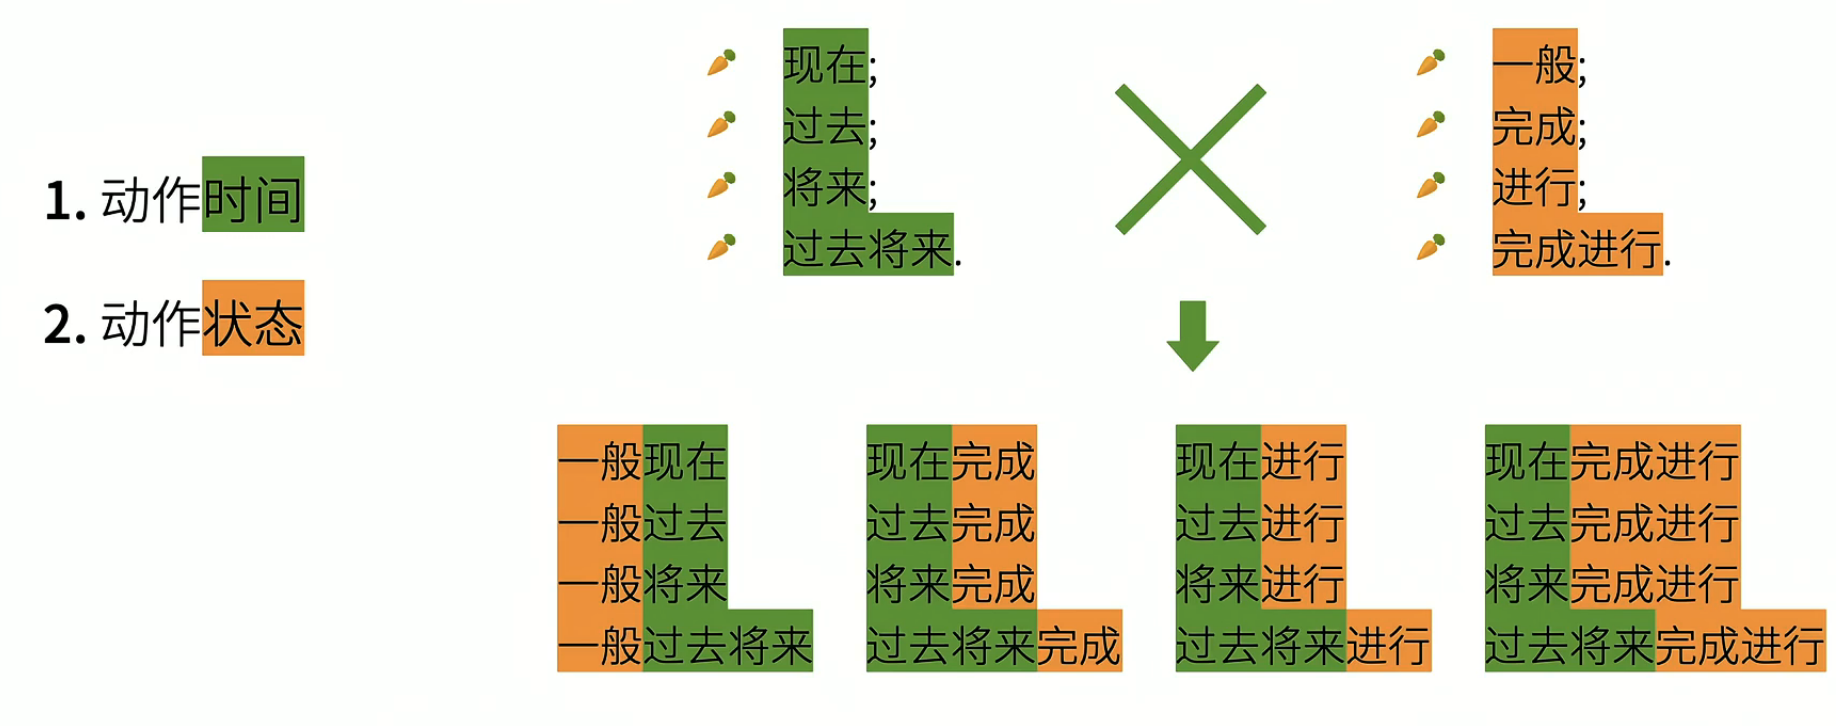 1. 动作时间
2. 动作状态
现在;
过去;
将来;
过去将来.
一般;
完成;
进行;
完成进行.
一般现在
一般过去
一般将来
一般过去将来
现在完成
过去完成
将来完成
过去将来完成
现在进行
过去进行
将来进行
过去将来进行
现在完成进行
过去完成进行
将来完成进行
过去将来完成进行